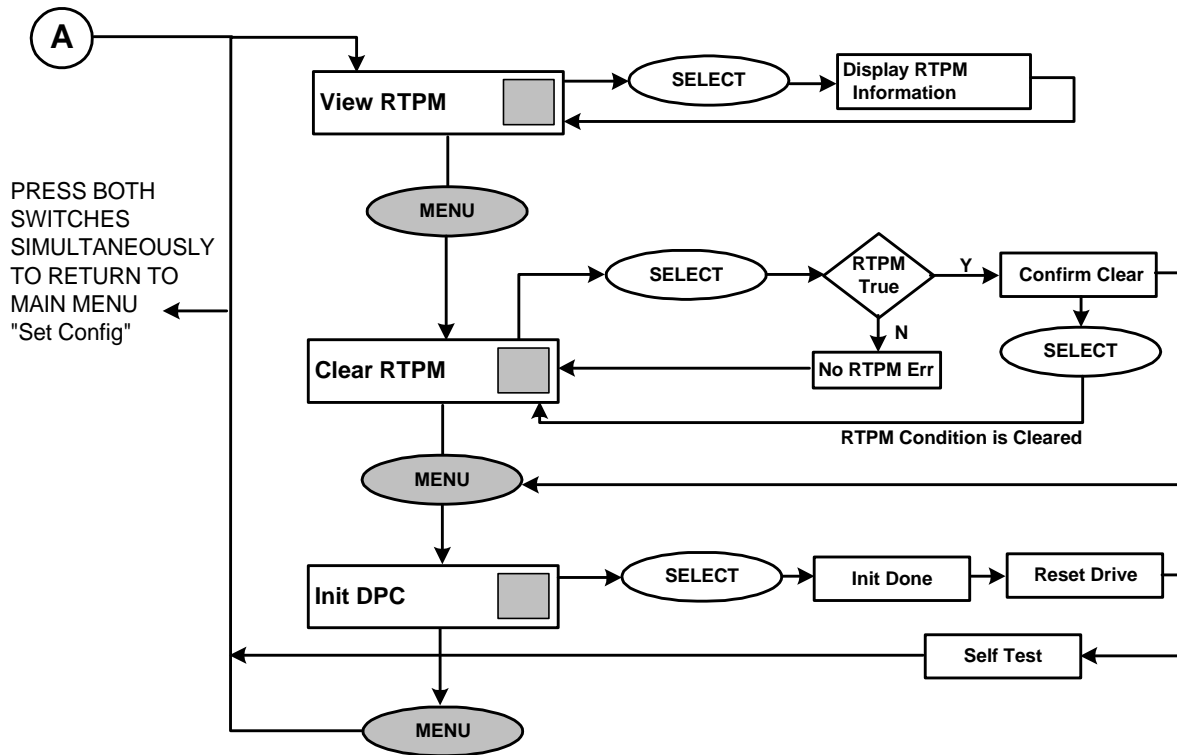 A
View RTPM
SELECT
Display RTPM
Information
PRESS BOTH
SWITCHES
SIMULTANEOUSLY
TO RETURN TO
MAIN MENU
"Set Config"
MENU
SELECT
RTPM
True
Y
Confirm Clear
N
SELECT
Clear RTPM
No RTPM Err
RTPM Condition is Cleared
MENU
Init DPC
SELECT
Init Done
Reset Drive
Self Test
MENU